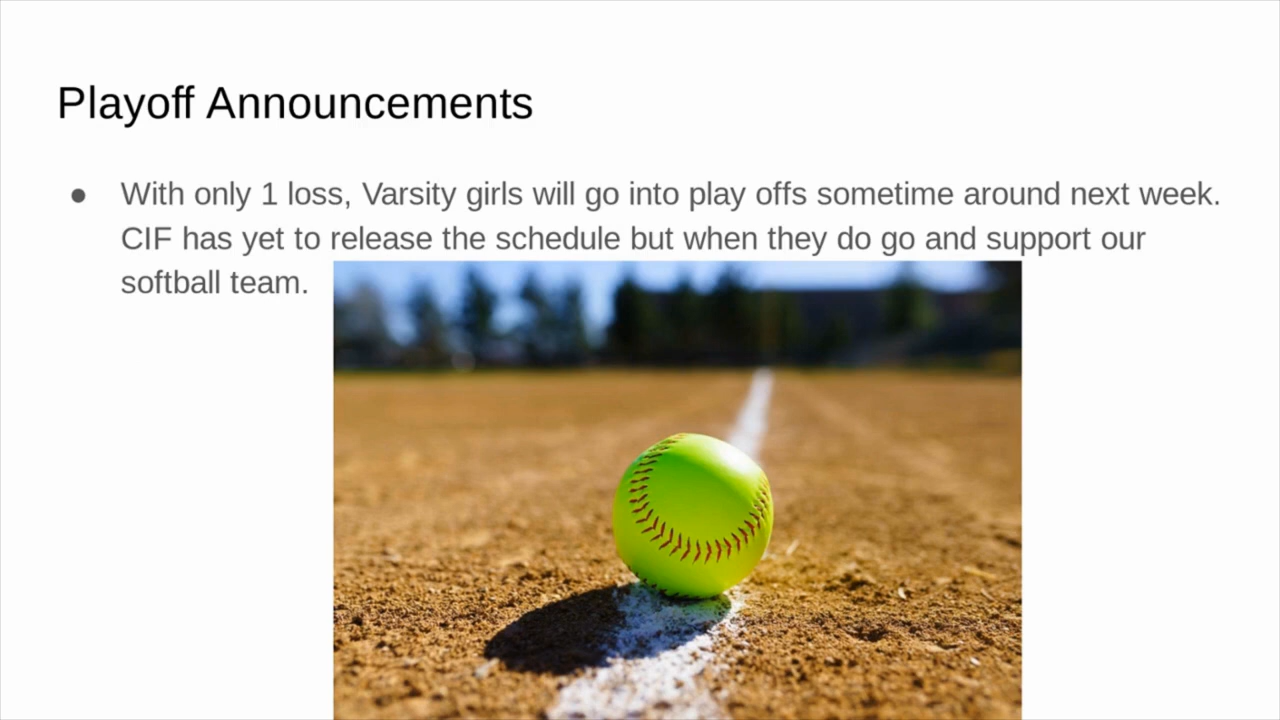 Playoff Announcements
● With only 1 loss, Varsity girls will go into play offs sometime around next week.
CIF has yet to release the schedule but when they do go and support our
softball team.